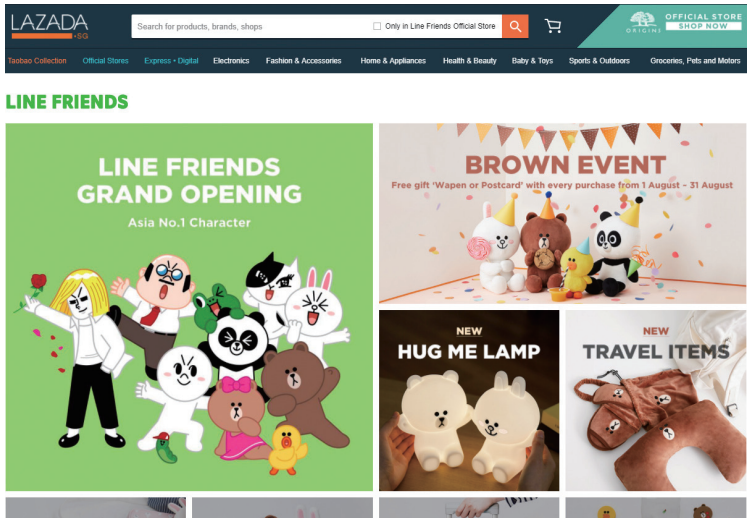 LAZADA
.SG
Search for products, brands, shops
Only in Line Friends Official Store
ORIGINS
OFFICIAL STORE
SHOP NOW
Taobao Collection
Official Stores
Express + Digital
Electronics
Fashion & Accessories
Home & Appliances
Health & Beauty
Baby & Toys
Sports & Outdoors
Groceries, Pets and Motors
LINE FRIENDS
LINE FRIENDS
GRAND OPENING
Asia No.1 Character
BROWN EVENT
Free gift 'Wapen or Postcard' with every purchase from 1 August - 31 August
NEW
HUG ME LAMP
NEW
TRAVEL ITEMS